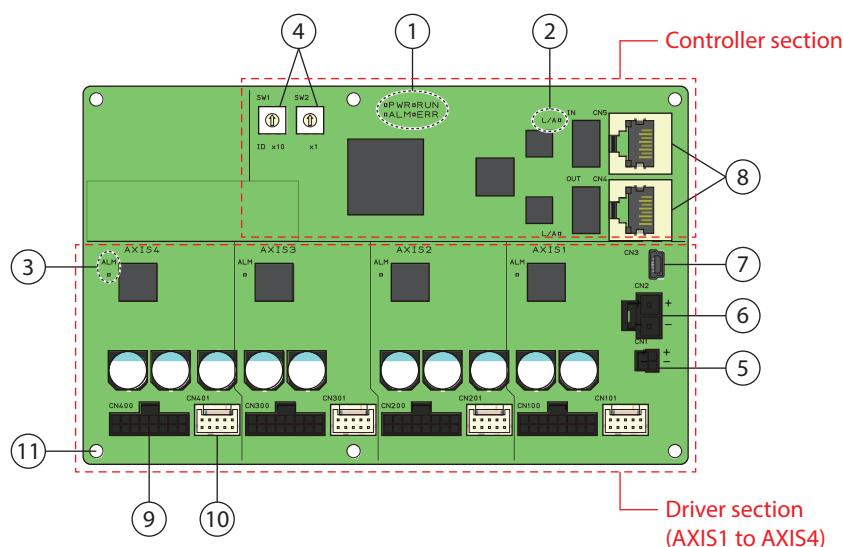 4
1
2
Controller section
SW1 SW2
PWR RUN
ALM ERR
ID x10 x1
L/A IN CN5
OUT CN4
L/A
8
AXIS4 AXIS3 AXIS2 AXIS1
CN3
3
ALM ALM ALM ALM
7
CN2
+
−
6
CN1
+
−
5
CN400 CN401 CN300 CN301 CN200 CN201 CN100 CN101
11
9
10
Driver section
(AXIS1 to AXIS4)